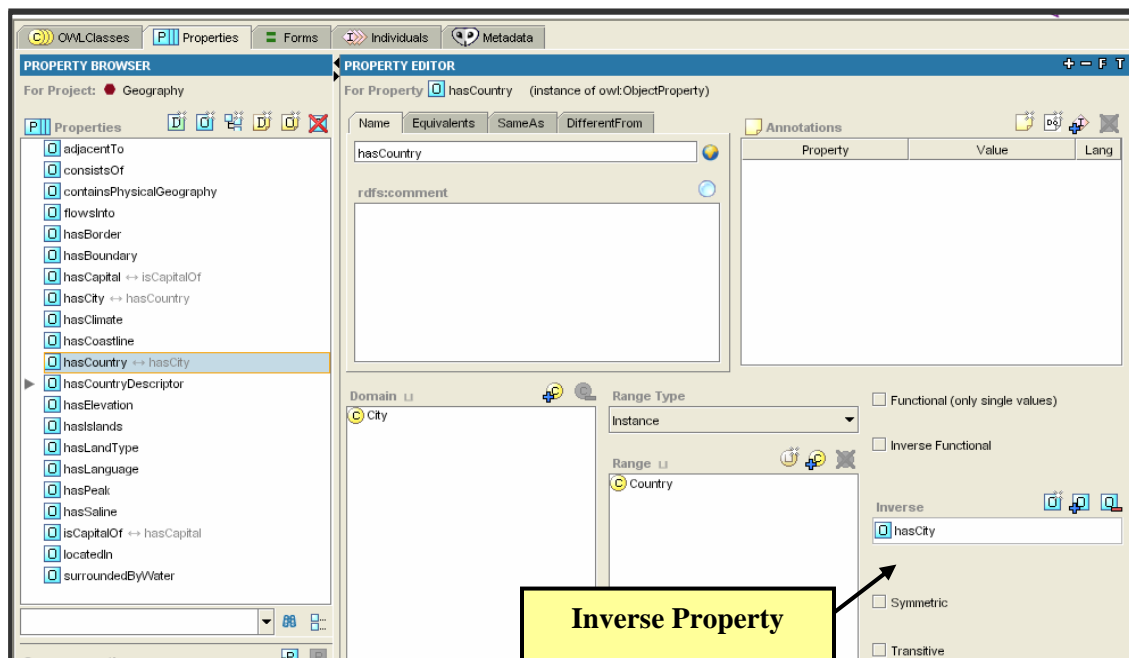 OWLClasses Properties Forms Individuals Metadata
PROPERTY BROWSER
For Project: Geography
Properties
adjacentTo
consistsOf
containsPhysicalGeography
flowsInto
hasBorder
hasBoundary
hasCapital ↔ isCapitalOf
hasCity ↔ hasCountry
hasClimate
hasCoastline
hasCountry ↔ hasCity
hasCountryDescriptor
hasElevation
hasIslands
hasLandType
hasLanguage
hasPeak
hasSaline
isCapitalOf ↔ hasCapital
locatedIn
surroundedByWater
PROPERTY EDITOR
For Property hasCountry (instance of owl:ObjectProperty)
Name Equivalents SameAs DifferentFrom
hasCountry
rdfs:comment
Annotations
Property Value Lang
Domain
City
Range Type
Instance
Range
Country
Functional (only single values)
Inverse Functional
Inverse
hasCity
Symmetric
Transitive
Inverse Property